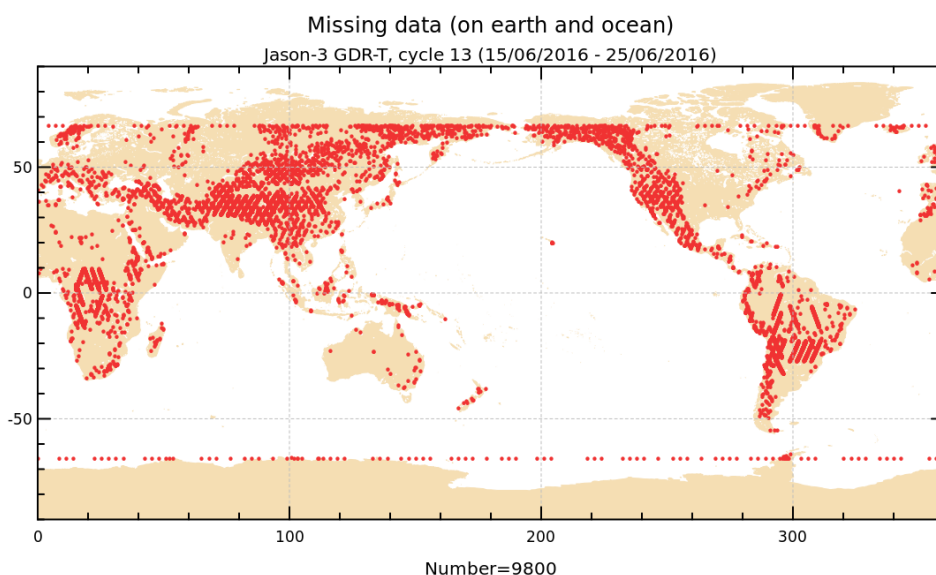 Missing data (on earth and ocean)
Jason-3 GDR-T, cycle 13 (15/06/2016 - 25/06/2016)
50
0
-50
0 100 200 300
Number=9800